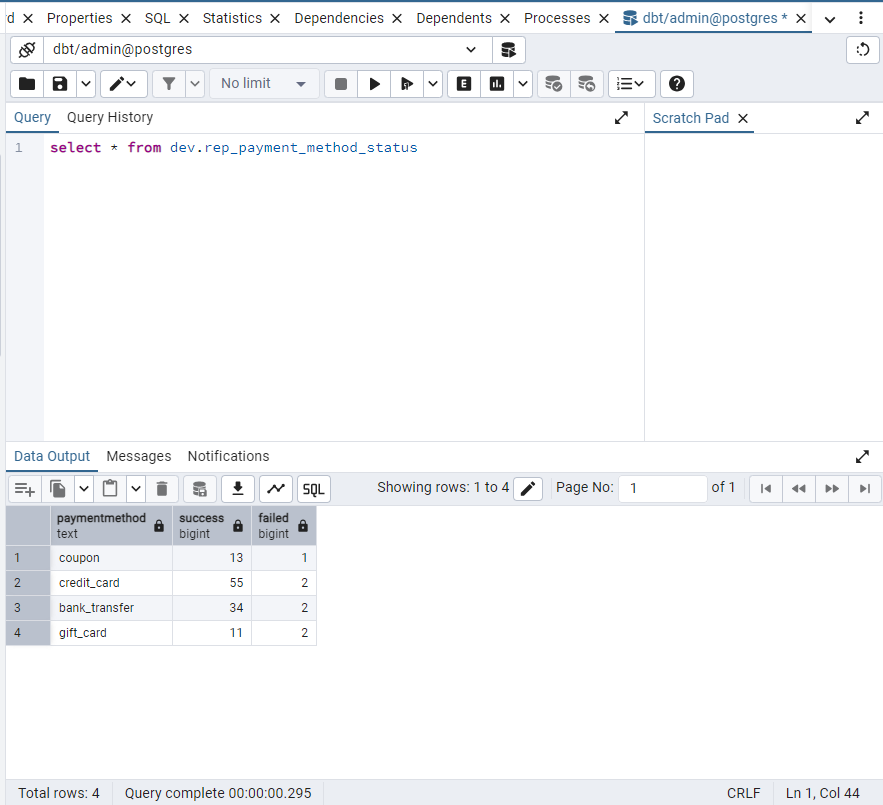 d Properties SQL Statistics Dependencies Dependents Processes dbt/admin@postgres *
dbt/admin@postgres
No limit E
Query Query History Scratch Pad
1 select * from dev.rep_payment_method_status
Data Output Messages Notifications
SQL Showing rows: 1 to 4 Page No: 1 of 1
paymentmethod success failed
text bigint bigint
1 coupon 13 1
2 credit_card 55 2
3 bank_transfer 34 2
4 gift_card 11 2
Total rows: 4 Query complete 00:00:00.295 CRLF Ln 1, Col 44